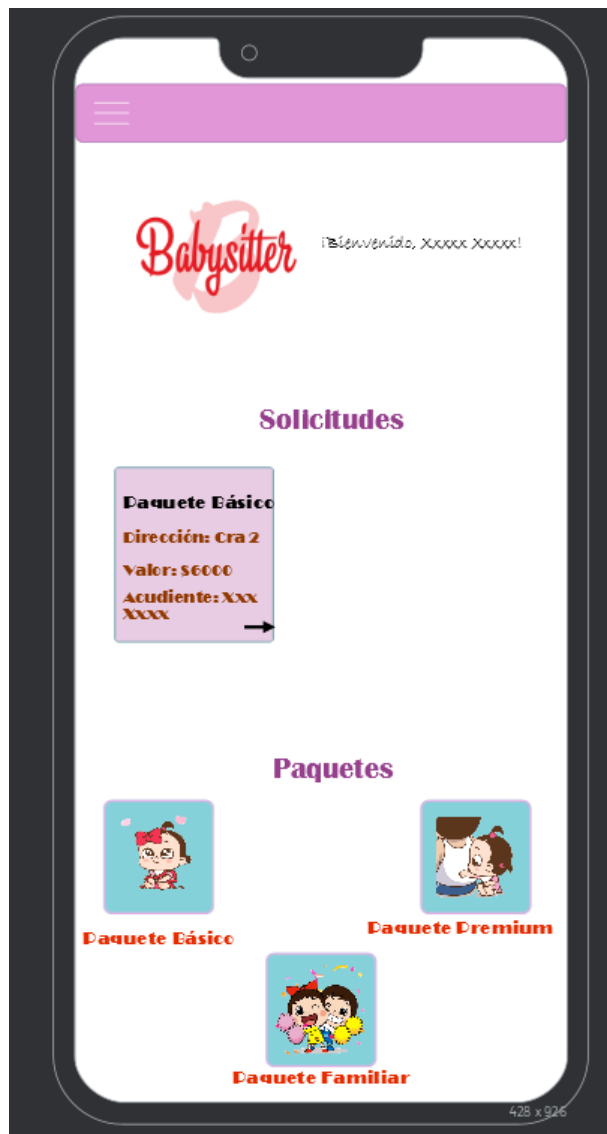 Babysitter
¡Bienvenido, Xxxxx Xxxxx!
Solicitudes
Paquete Básico
Dirección: Cra 2
Valor: $6000
Acudiente: Xxx
Xxxx
Paquetes
Paquete Básico
Paquete Premium
Paquete Familiar
428 x 926